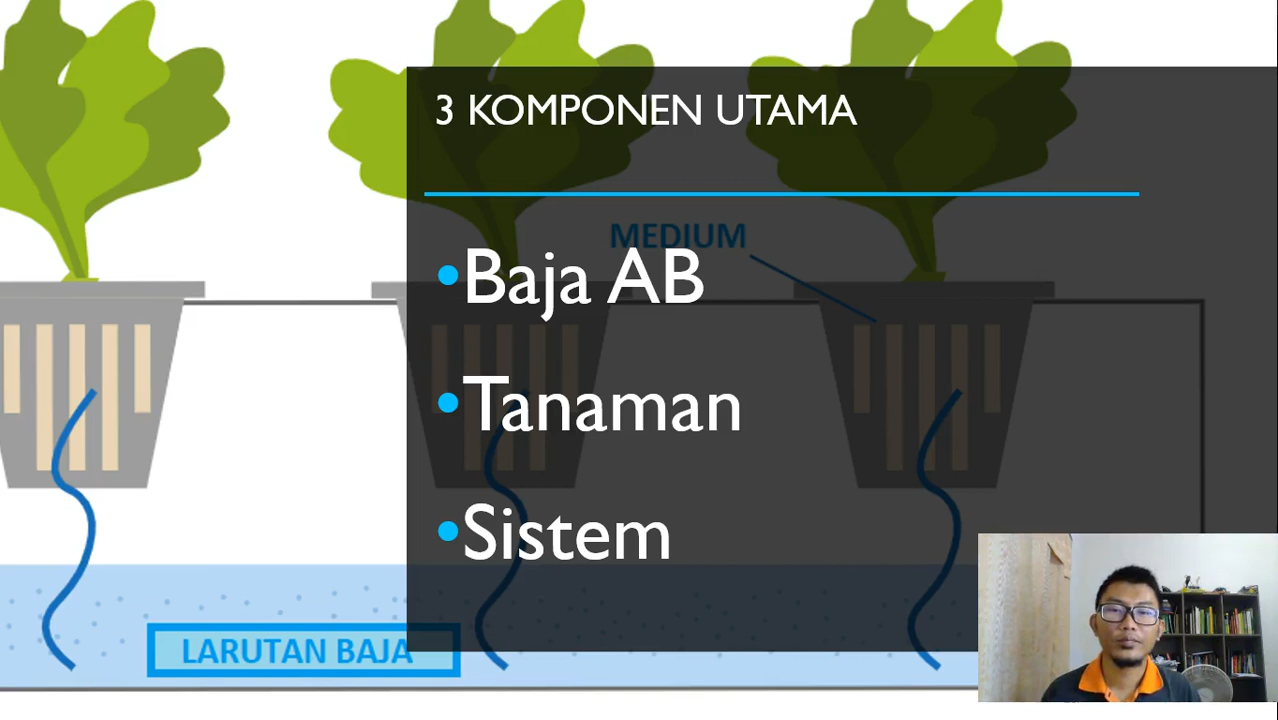 3 KOMPONEN UTAMA
MEDIUM
•Baja AB
•Tanaman
•Sistem
LARUTAN BAJA